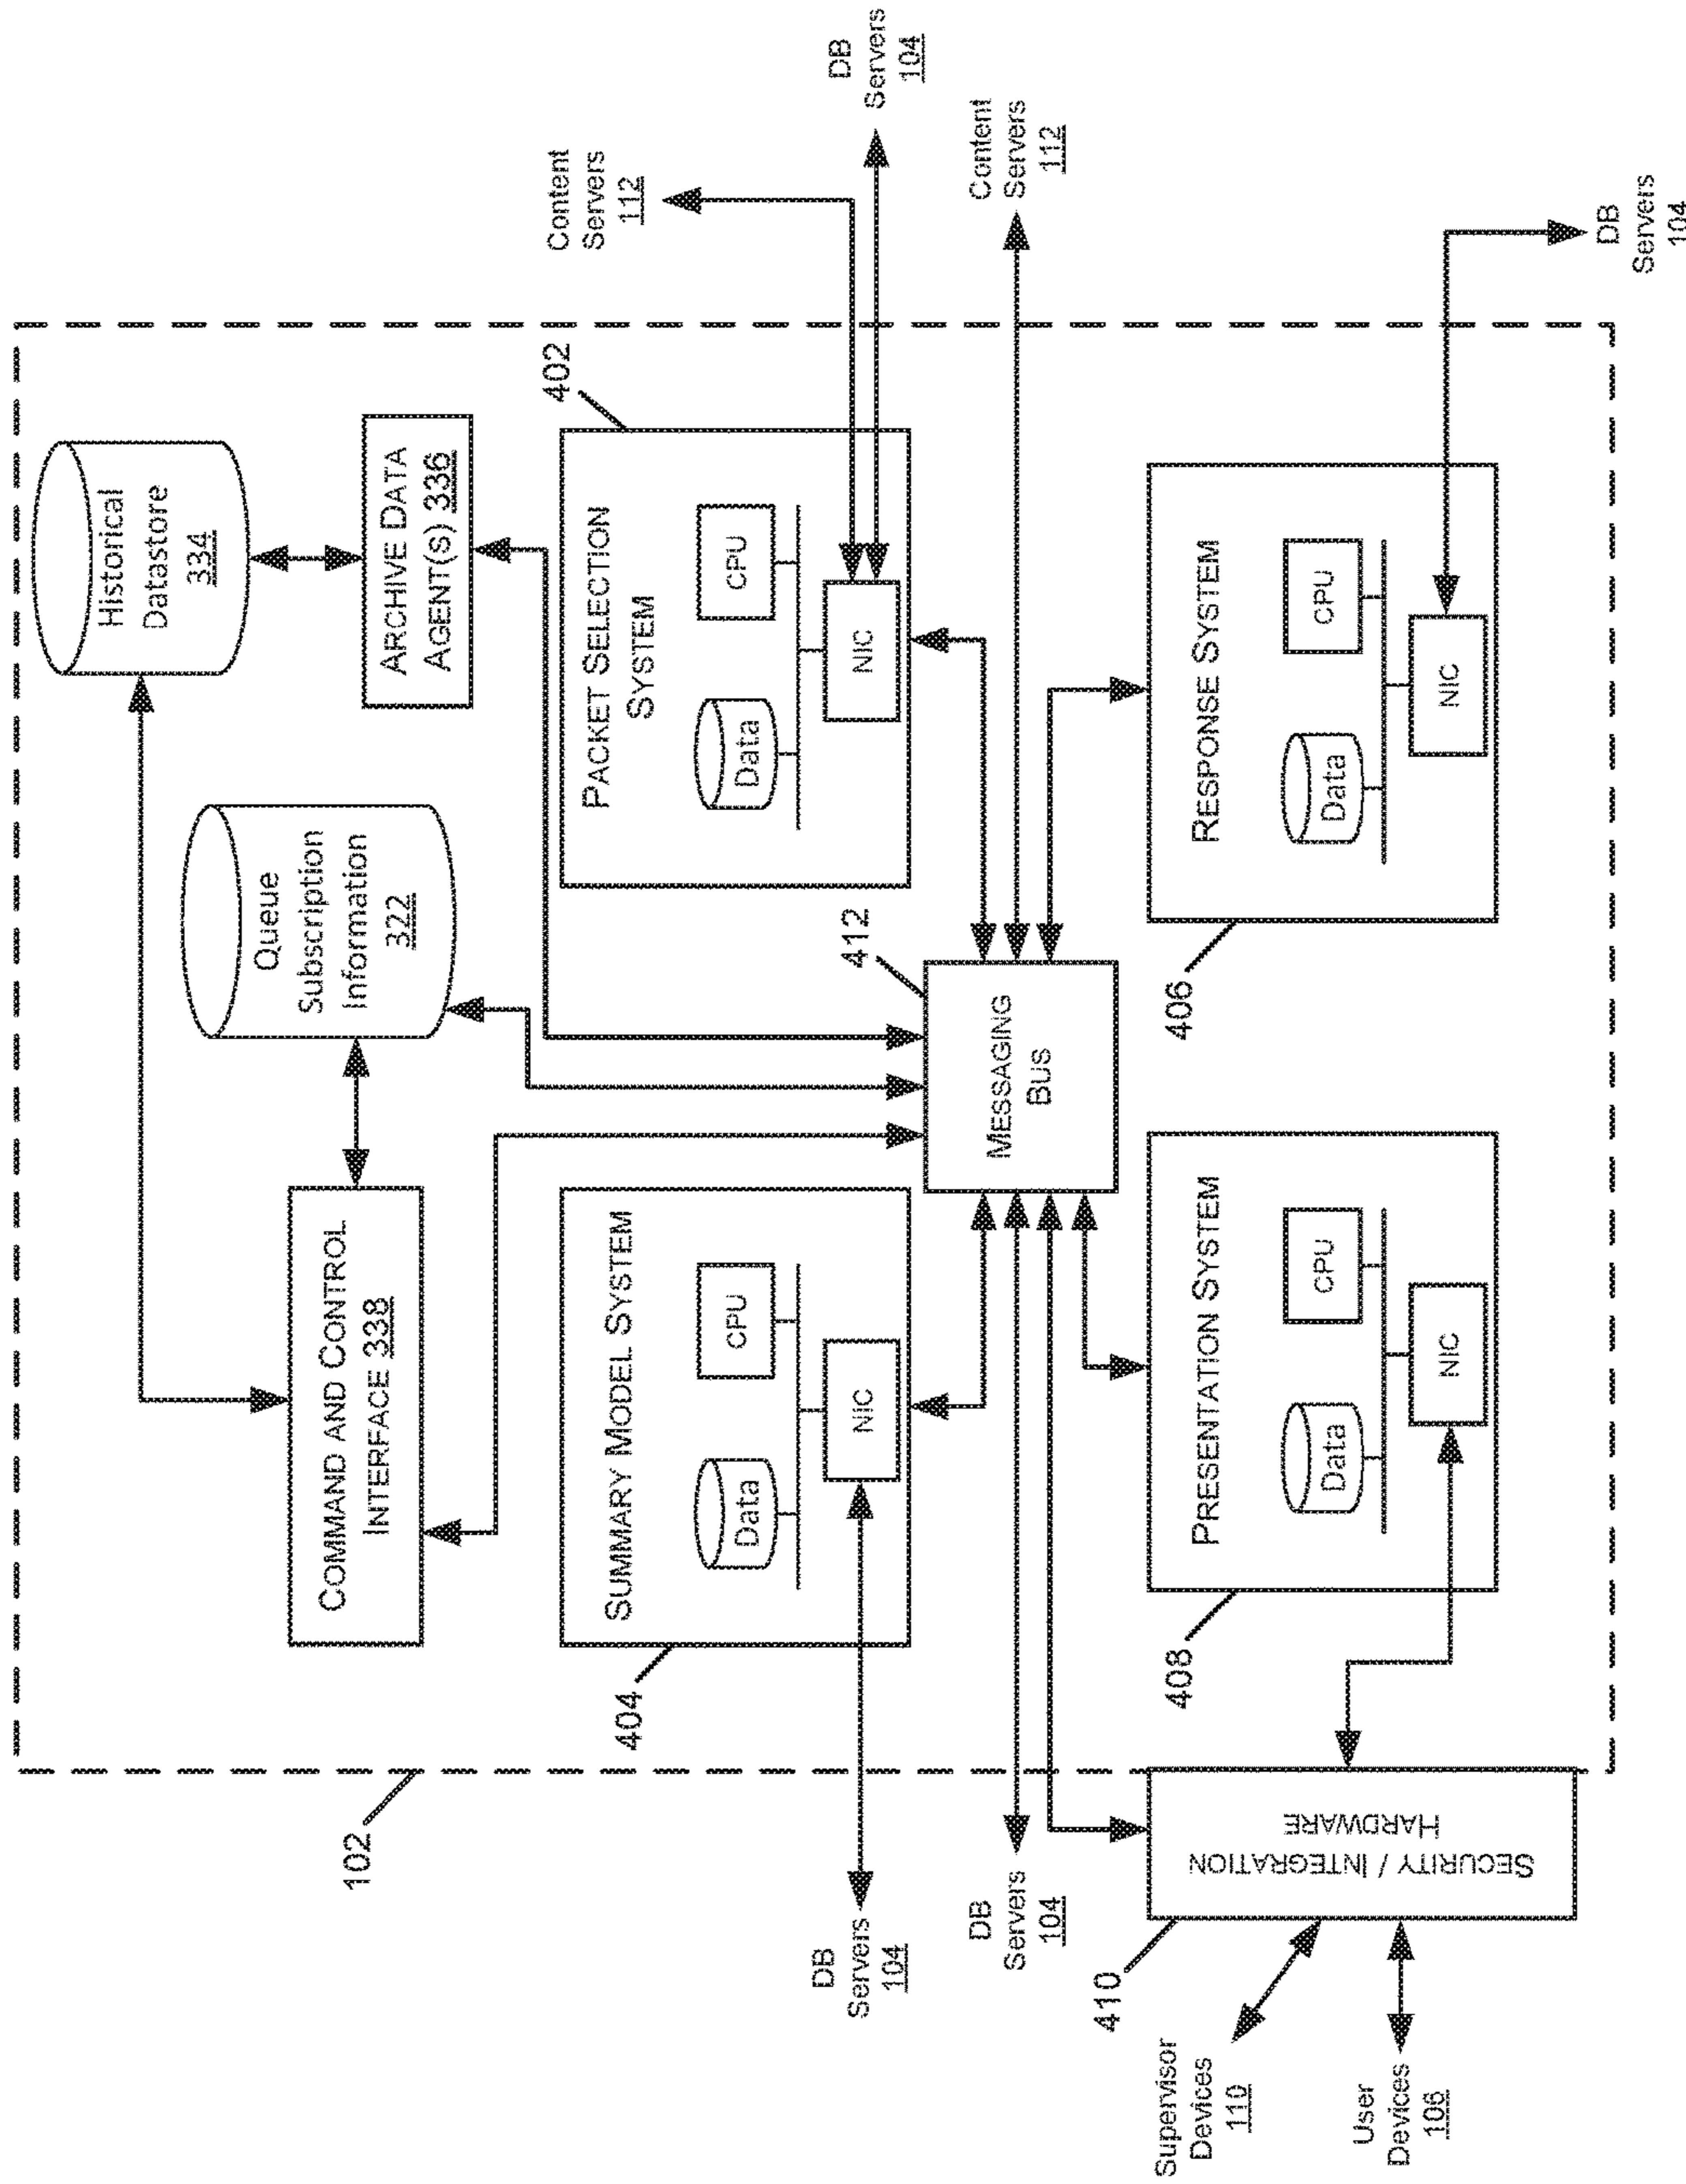 102
COMMAND AND CONTROL
INTERFACE 338
Queue
Subscription
Information
322
Historical
Datastore
334
ARCHIVE DATA
AGENT(S) 336
404
SUMMARY MODEL SYSTEM
Data
CPU
NIC
DB
Servers
104
402
PACKET SELECTION
SYSTEM
Data
CPU
NIC
Content
Servers
112
DB
Servers
104
412
MESSAGING
BUS
DB
Servers
104
Content
Servers
112
408
PRESENTATION SYSTEM
Data
CPU
NIC
406
RESPONSE SYSTEM
Data
CPU
NIC
DB
Servers
104
410
SECURITY / INTEGRATION
HARDWARE
Supervisor
Devices
110
User
Devices
106